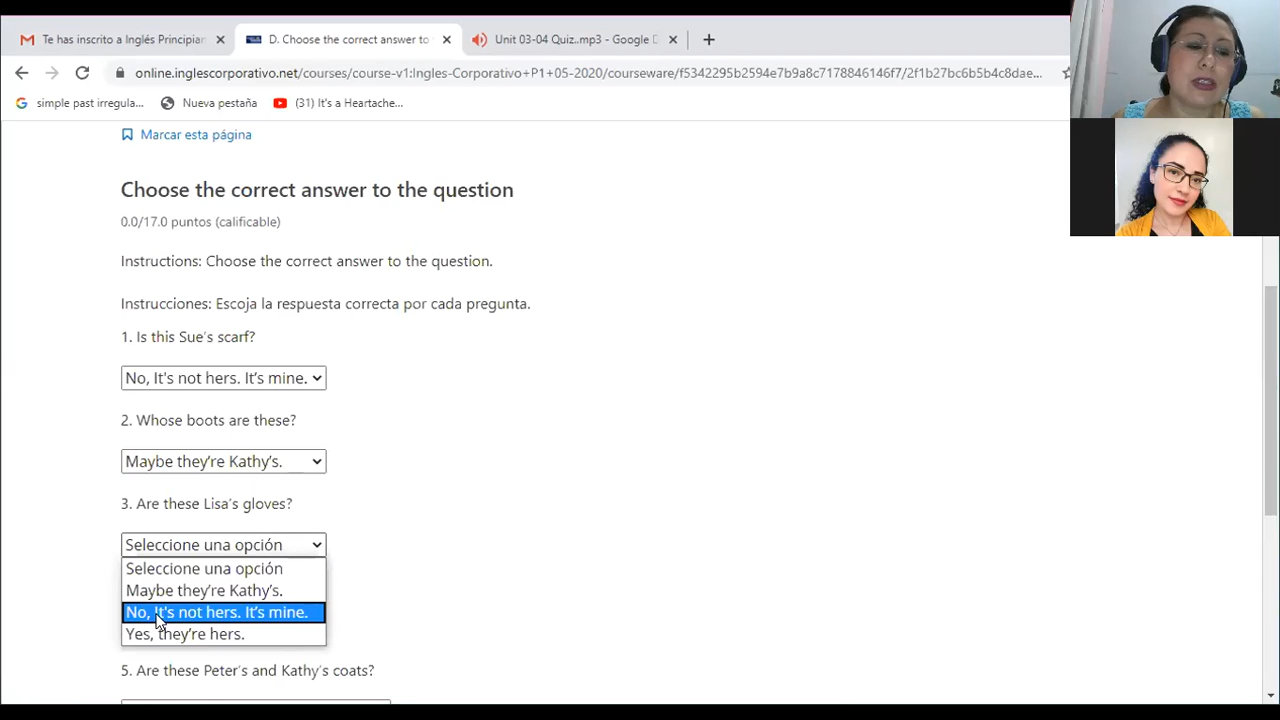 Te has inscrito a Inglés Principian
D. Choose the correct answer to
Unit 03-04 Quiz..mp3 - Google D
online.inglescorporativo.net/courses/course-v1:Ingles-Corporativo+P1+05-2020/courseware/f5342295b2594e7b9a8c7178846146f7/2f1b27bc6b5b4c8dae...
simple past irregula...
Nueva pestaña
(31) It's a Heartache...
Marcar esta página
Choose the correct answer to the question
0.0/17.0 puntos (calificable)
Instructions: Choose the correct answer to the question.
Instrucciones: Escoja la respuesta correcta por cada pregunta.
1. Is this Sue's scarf?
No, It's not hers. It's mine.
2. Whose boots are these?
Maybe they're Kathy's.
3. Are these Lisa's gloves?
Seleccione una opción
Seleccione una opción
Maybe they're Kathy's.
No, It's not hers. It's mine.
Yes, they're hers.
5. Are these Peter's and Kathy's coats?